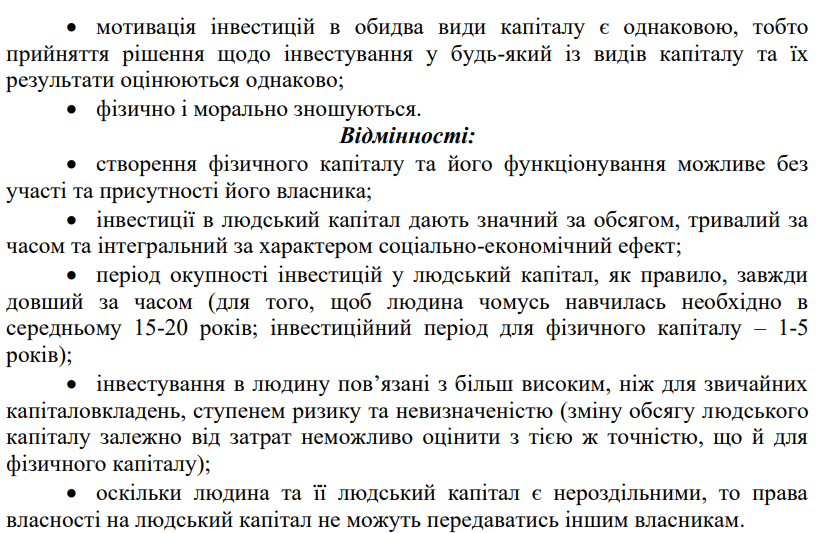 • мотивація інвестицій в обидва види капіталу є однаковою, тобто
прийняття рішення щодо інвестування у будь-який із видів капіталу та їх
результати оцінюються однаково;
• фізично і морально зношуються.
Відмінності:
• створення фізичного капіталу та його функціонування можливе без
участі та присутності його власника;
• інвестиції в людський капітал дають значний за обсягом, тривалий за
часом та інтегральний за характером соціально-економічний ефект;
• період окупності інвестицій у людський капітал, як правило, завжди
довший за часом (для того, щоб людина чомусь навчилась необхідно в
середньому 15-20 років; інвестиційний період для фізичного капіталу – 1-5
років);
• інвестування в людину пов’язані з більш високим, ніж для звичайних
капіталовкладень, ступенем ризику та невизначеністю (зміну обсягу людського
капіталу залежно від затрат неможливо оцінити з тією ж точністю, що й для
фізичного капіталу);
• оскільки людина та її людський капітал є нероздільними, то права
власності на людський капітал не можуть передаватись іншим власникам.